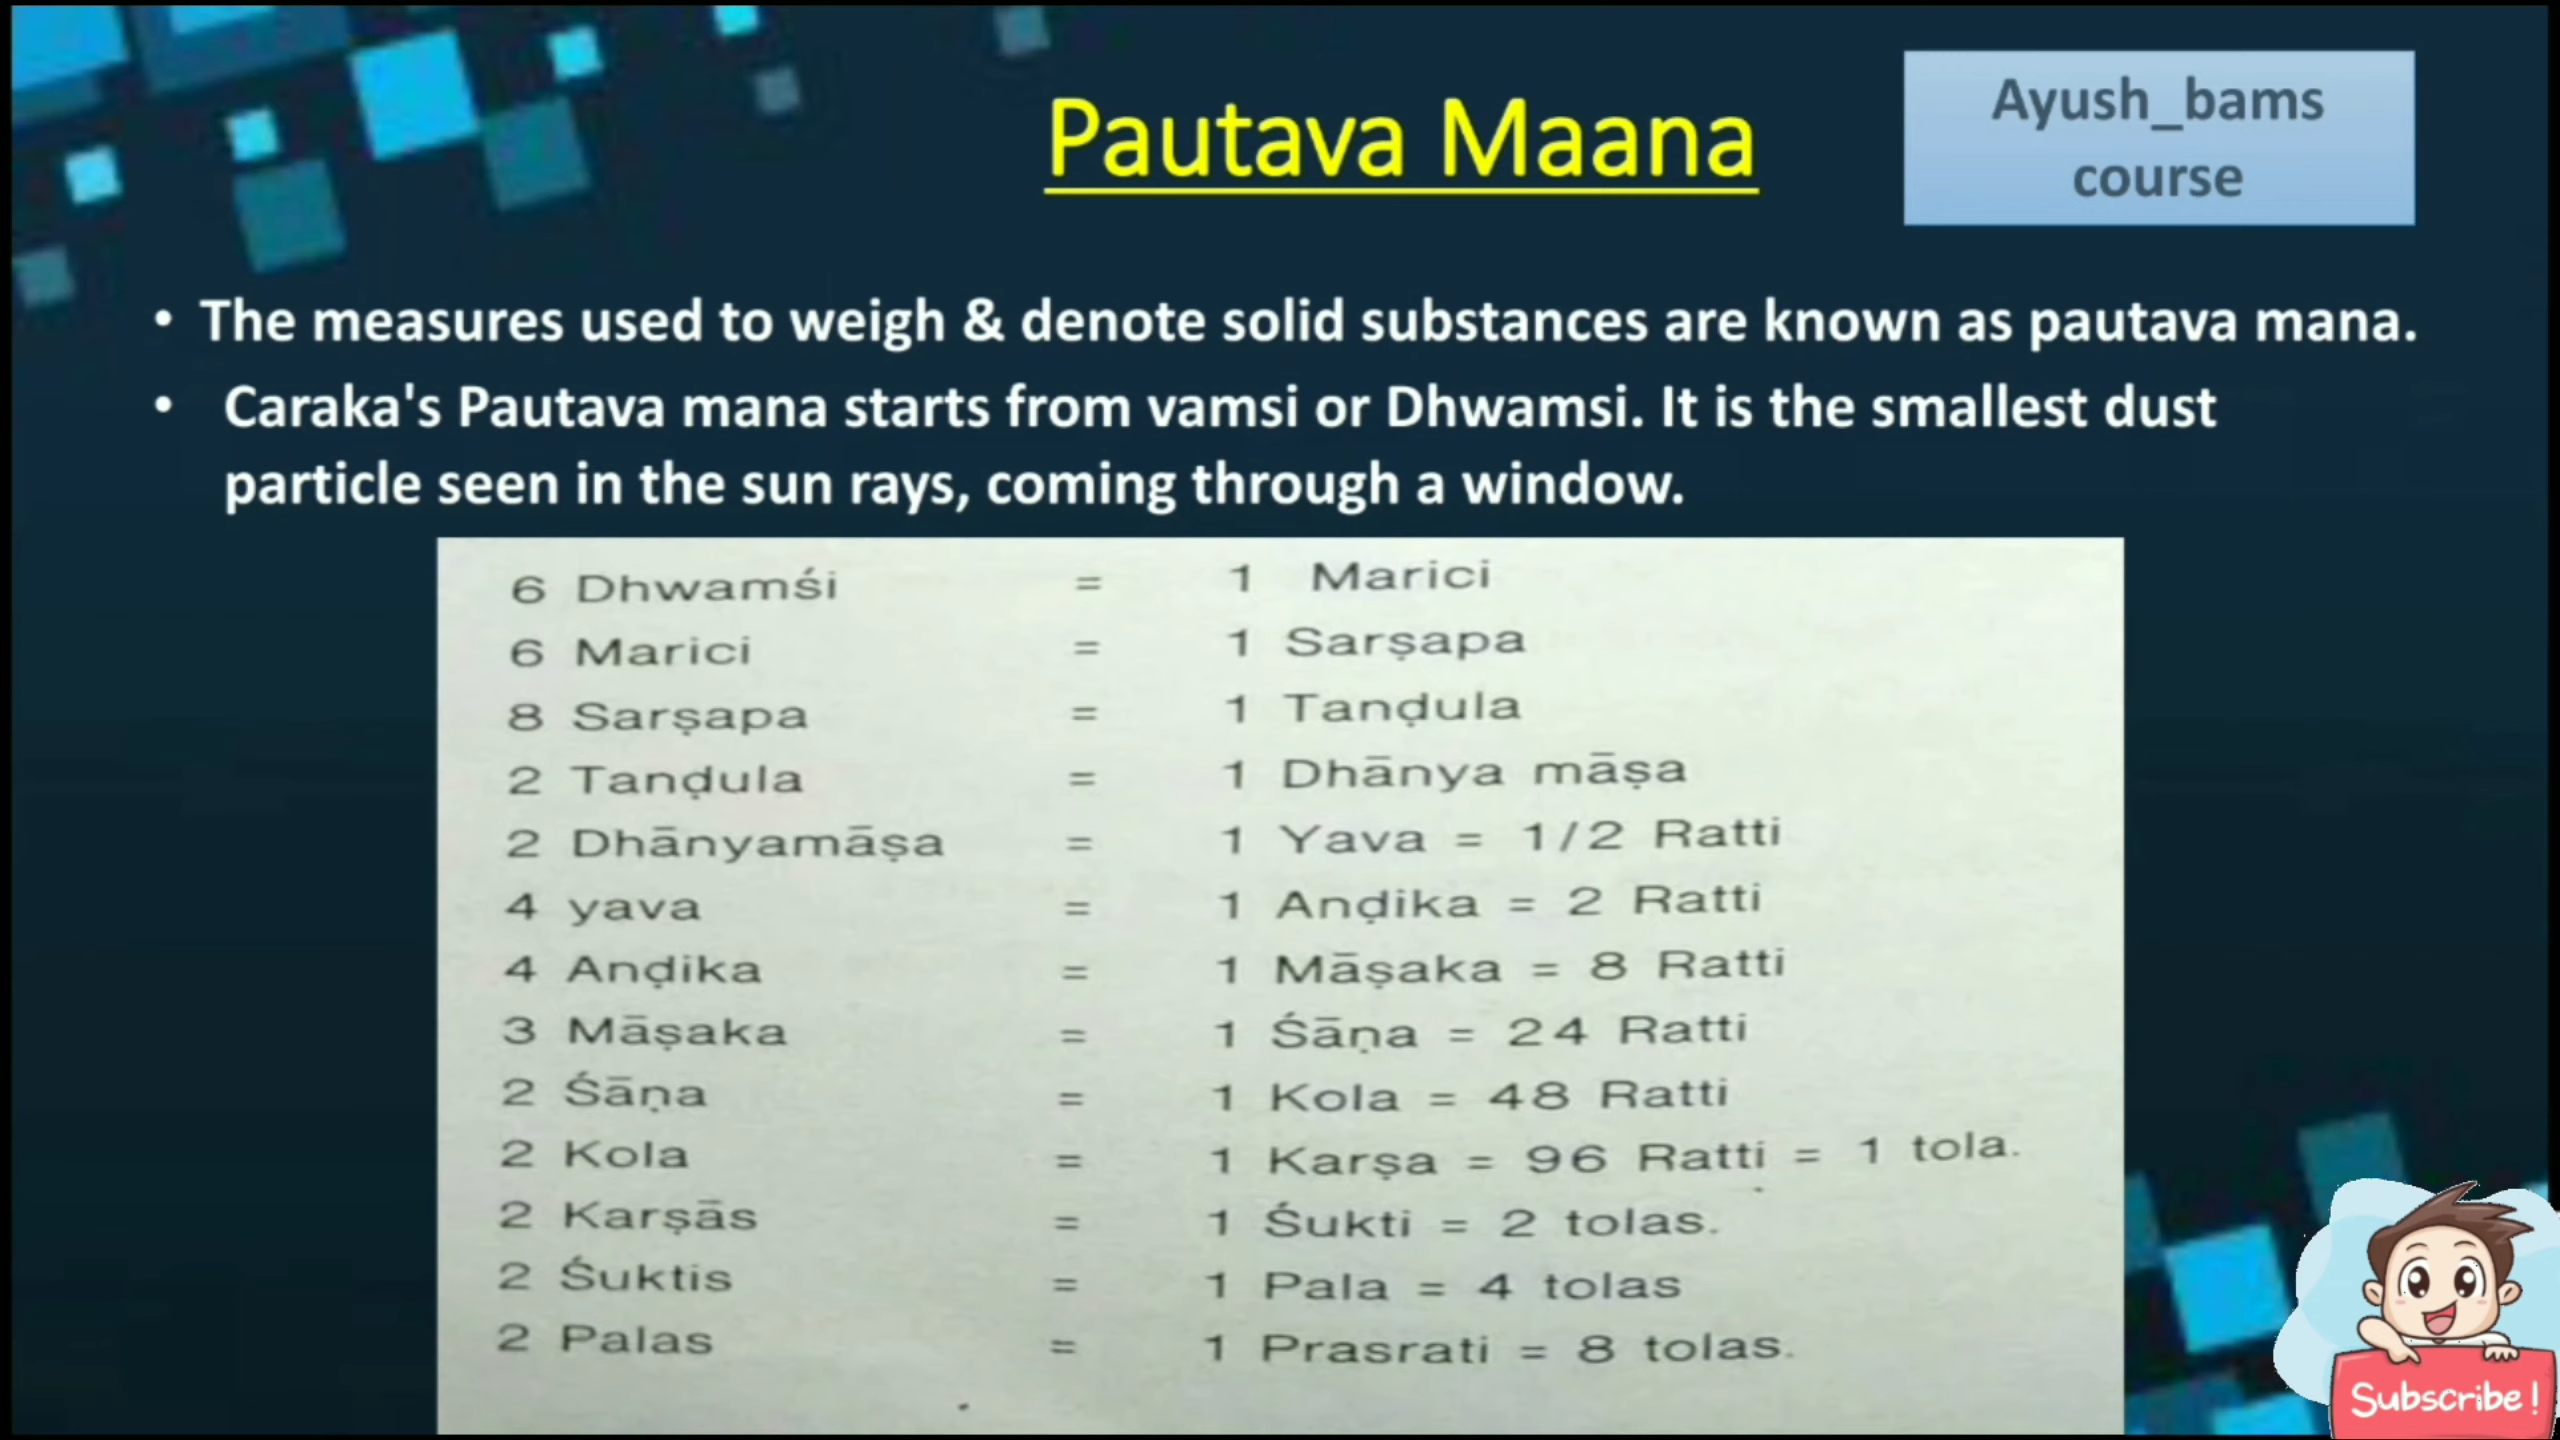 Pautava Maana
Ayush_bams
course
• The measures used to weigh & denote solid substances are known as pautava mana.
• Caraka's Pautava mana starts from vamsi or Dhwamsi. It is the smallest dust
particle seen in the sun rays, coming through a window.
6 Dhwamśi = 1 Marici
6 Marici = 1 Sarṣapa
8 Sarṣapa = 1 Tanḍula
2 Tanḍula = 1 Dhānya māṣa
2 Dhānyamāṣa = 1 Yava = 1/2 Ratti
4 yava = 1 Anḍika = 2 Ratti
4 Anḍika = 1 Māṣaka = 8 Ratti
3 Māṣaka = 1 Śāṇa = 24 Ratti
2 Śāṇa = 1 Kola = 48 Ratti
2 Kola = 1 Karṣa = 96 Ratti = 1 tola.
2 Karṣās = 1 Śukti = 2 tolas.
2 Śuktis = 1 Pala = 4 tolas
2 Palas = 1 Prasrati = 8 tolas.
Subscribe!